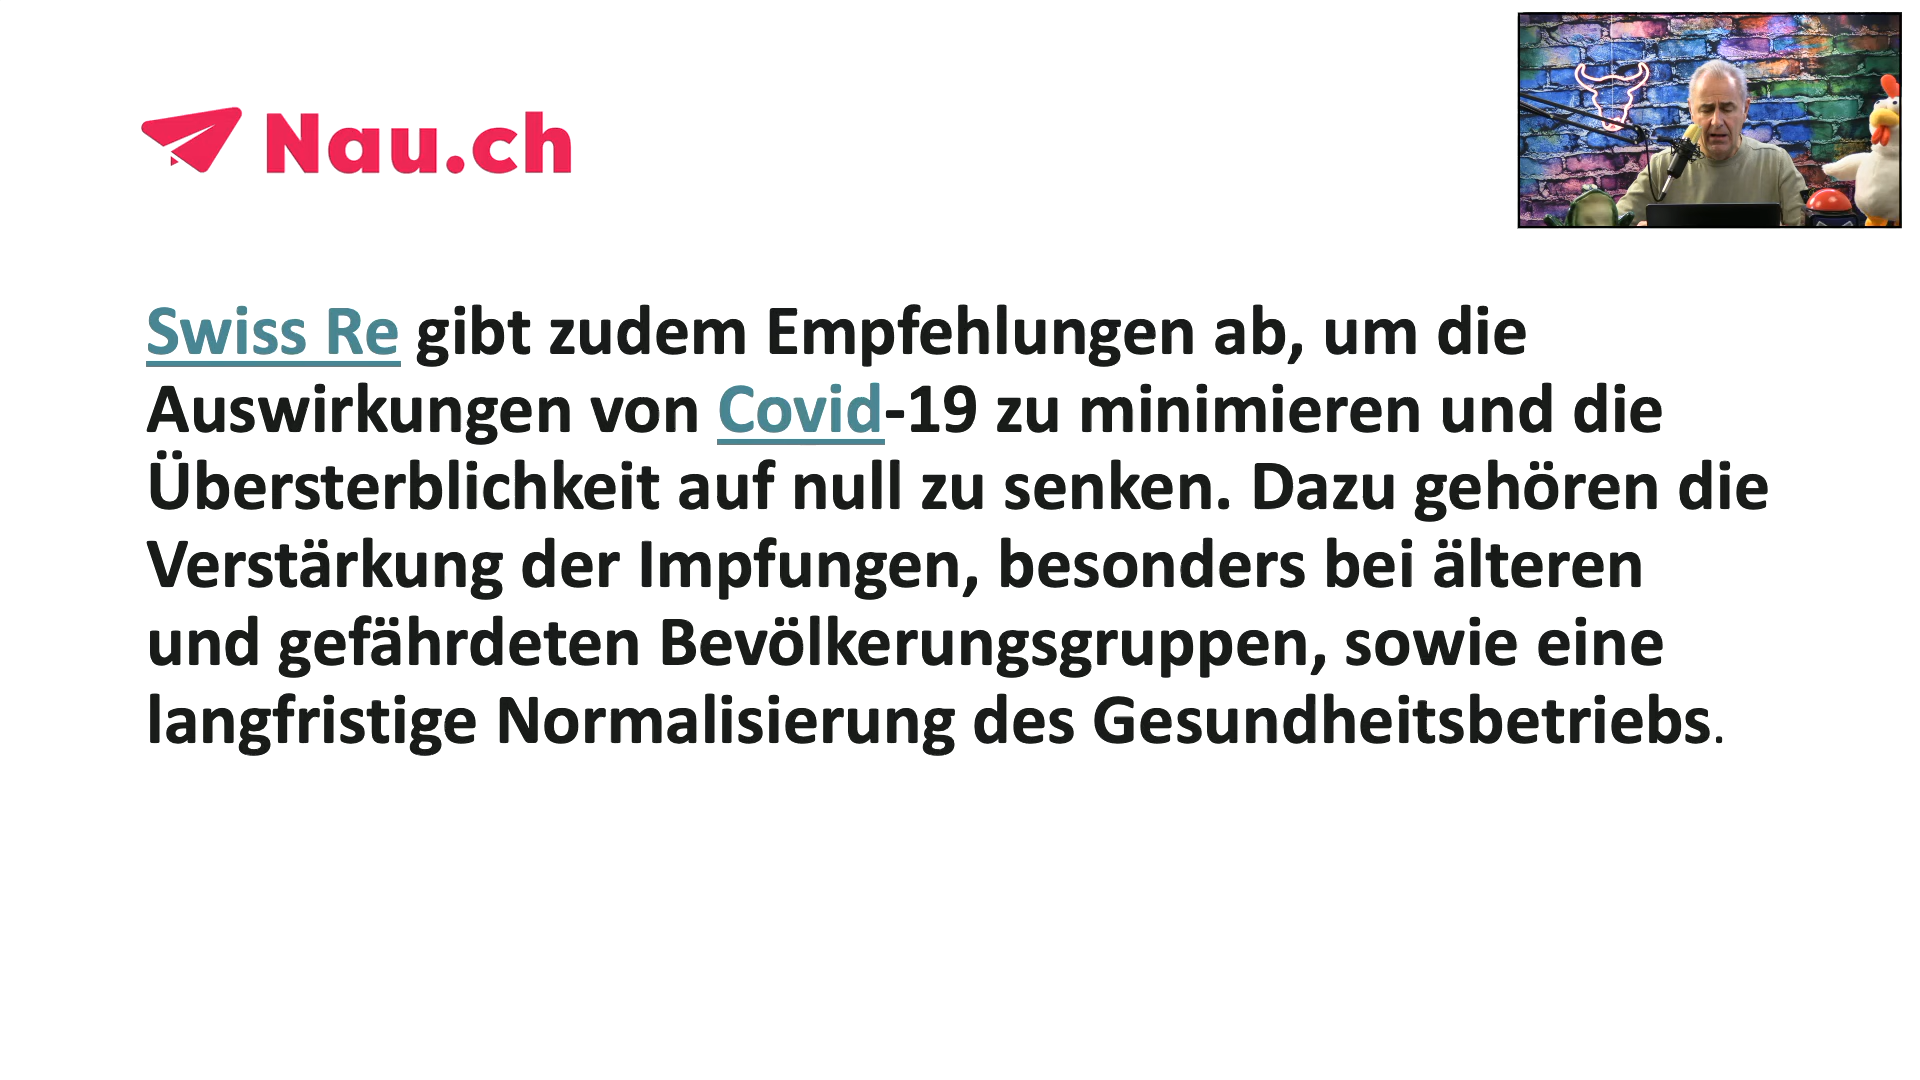 Nau.ch
Swiss Re gibt zudem Empfehlungen ab, um die
Auswirkungen von Covid-19 zu minimieren und die
Übersterblichkeit auf null zu senken. Dazu gehören die
Verstärkung der Impfungen, besonders bei älteren
und gefährdeten Bevölkerungsgruppen, sowie eine
langfristige Normalisierung des Gesundheitsbetriebs.